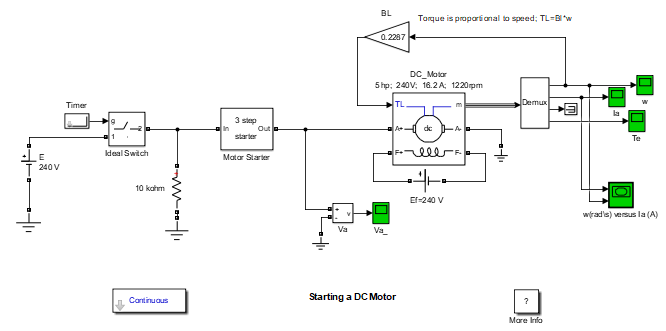 BL
Torque is proportional to speed; TL=Bl*w
0.2287
DC_Motor
5 hp; 240V; 16.2 A; 1220rpm
Timer
g
1
2
Ideal Switch
3 step
starter
In
Out
Motor Starter
TL
m
A+
dc
A-
F+
F-
Demux
w
Ia
Te
E
240 V
10 kohm
Ef=240 V
+
-
v
Va
Va_
w(rad/s) versus Ia (A)
Continuous
Starting a DC Motor
?
More Info